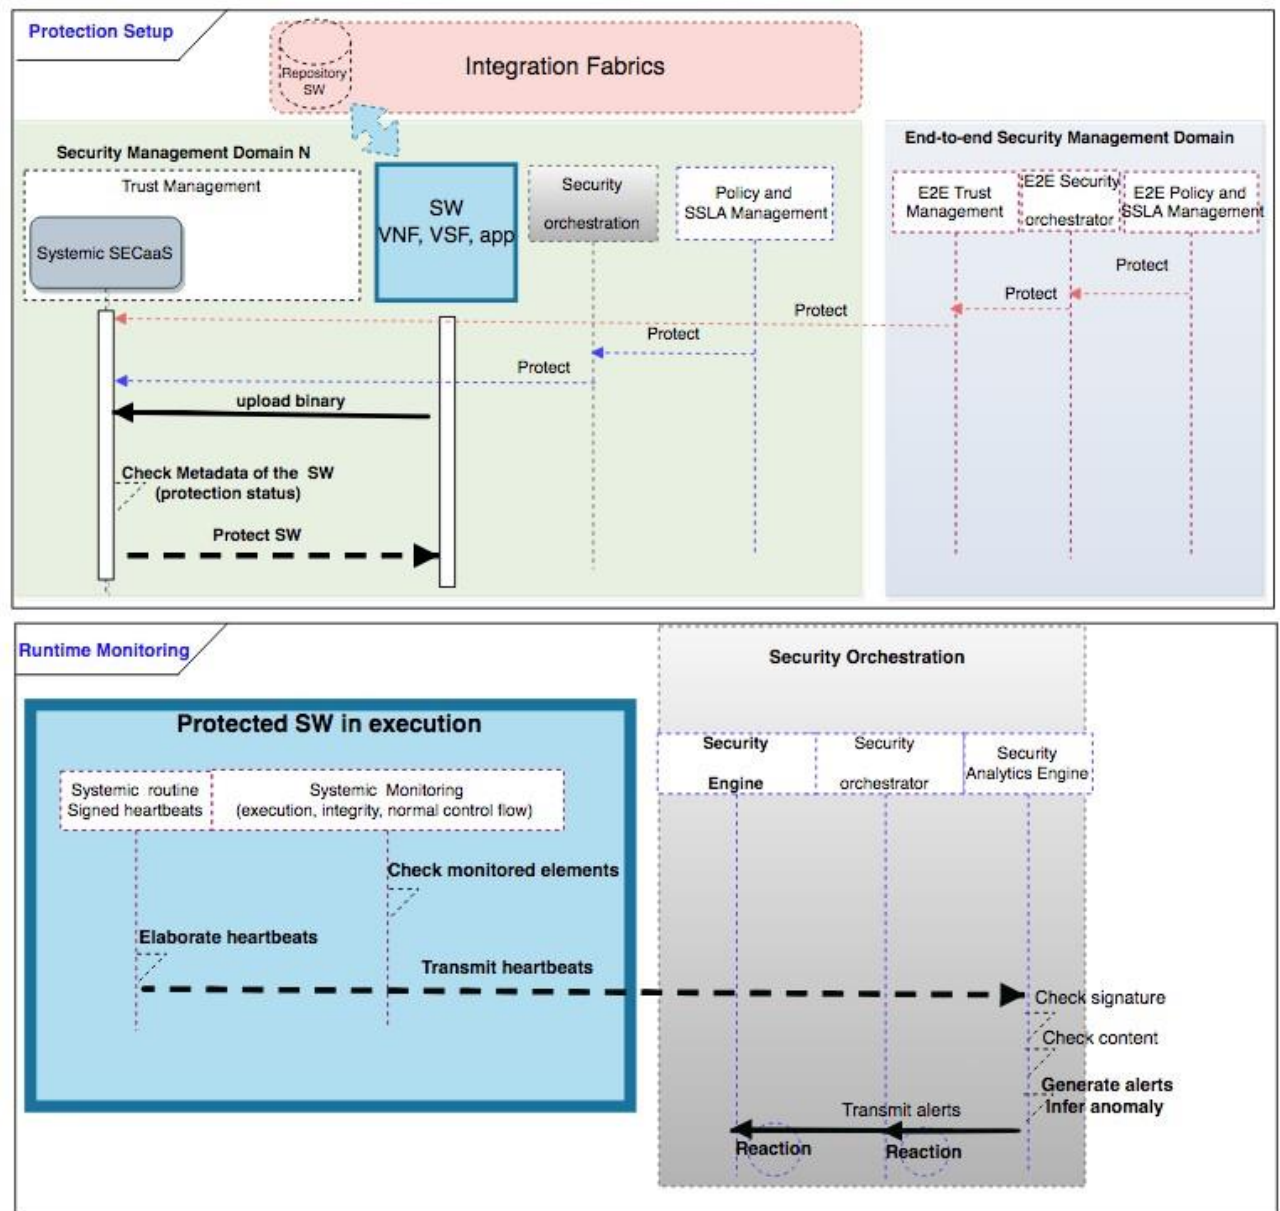 Protection Setup
Repository
SW
Integration Fabrics
Security Management Domain N
Trust Management
Systemic SECaaS
SW
VNF, VSF, app
Security
orchestration
Policy and
SSLA Management
End-to-end Security Management Domain
E2E Trust
Management
E2E Security
orchestrator
E2E Policy and
SSLA Management
Protect
Protect
Protect
Protect
Protect
upload binary
Check Metadata of the SW
(protection status)
Protect SW
Runtime Monitoring
Protected SW in execution
Systemic routine
Signed heartbeats
Systemic Monitoring
(execution, integrity, normal control flow)
Check monitored elements
Elaborate heartbeats
Transmit heartbeats
Security Orchestration
Security
Engine
Security
orchestrator
Security
Analytics Engine
Check signature
Check content
Generate alerts
Infer anomaly
Transmit alerts
Reaction
Reaction